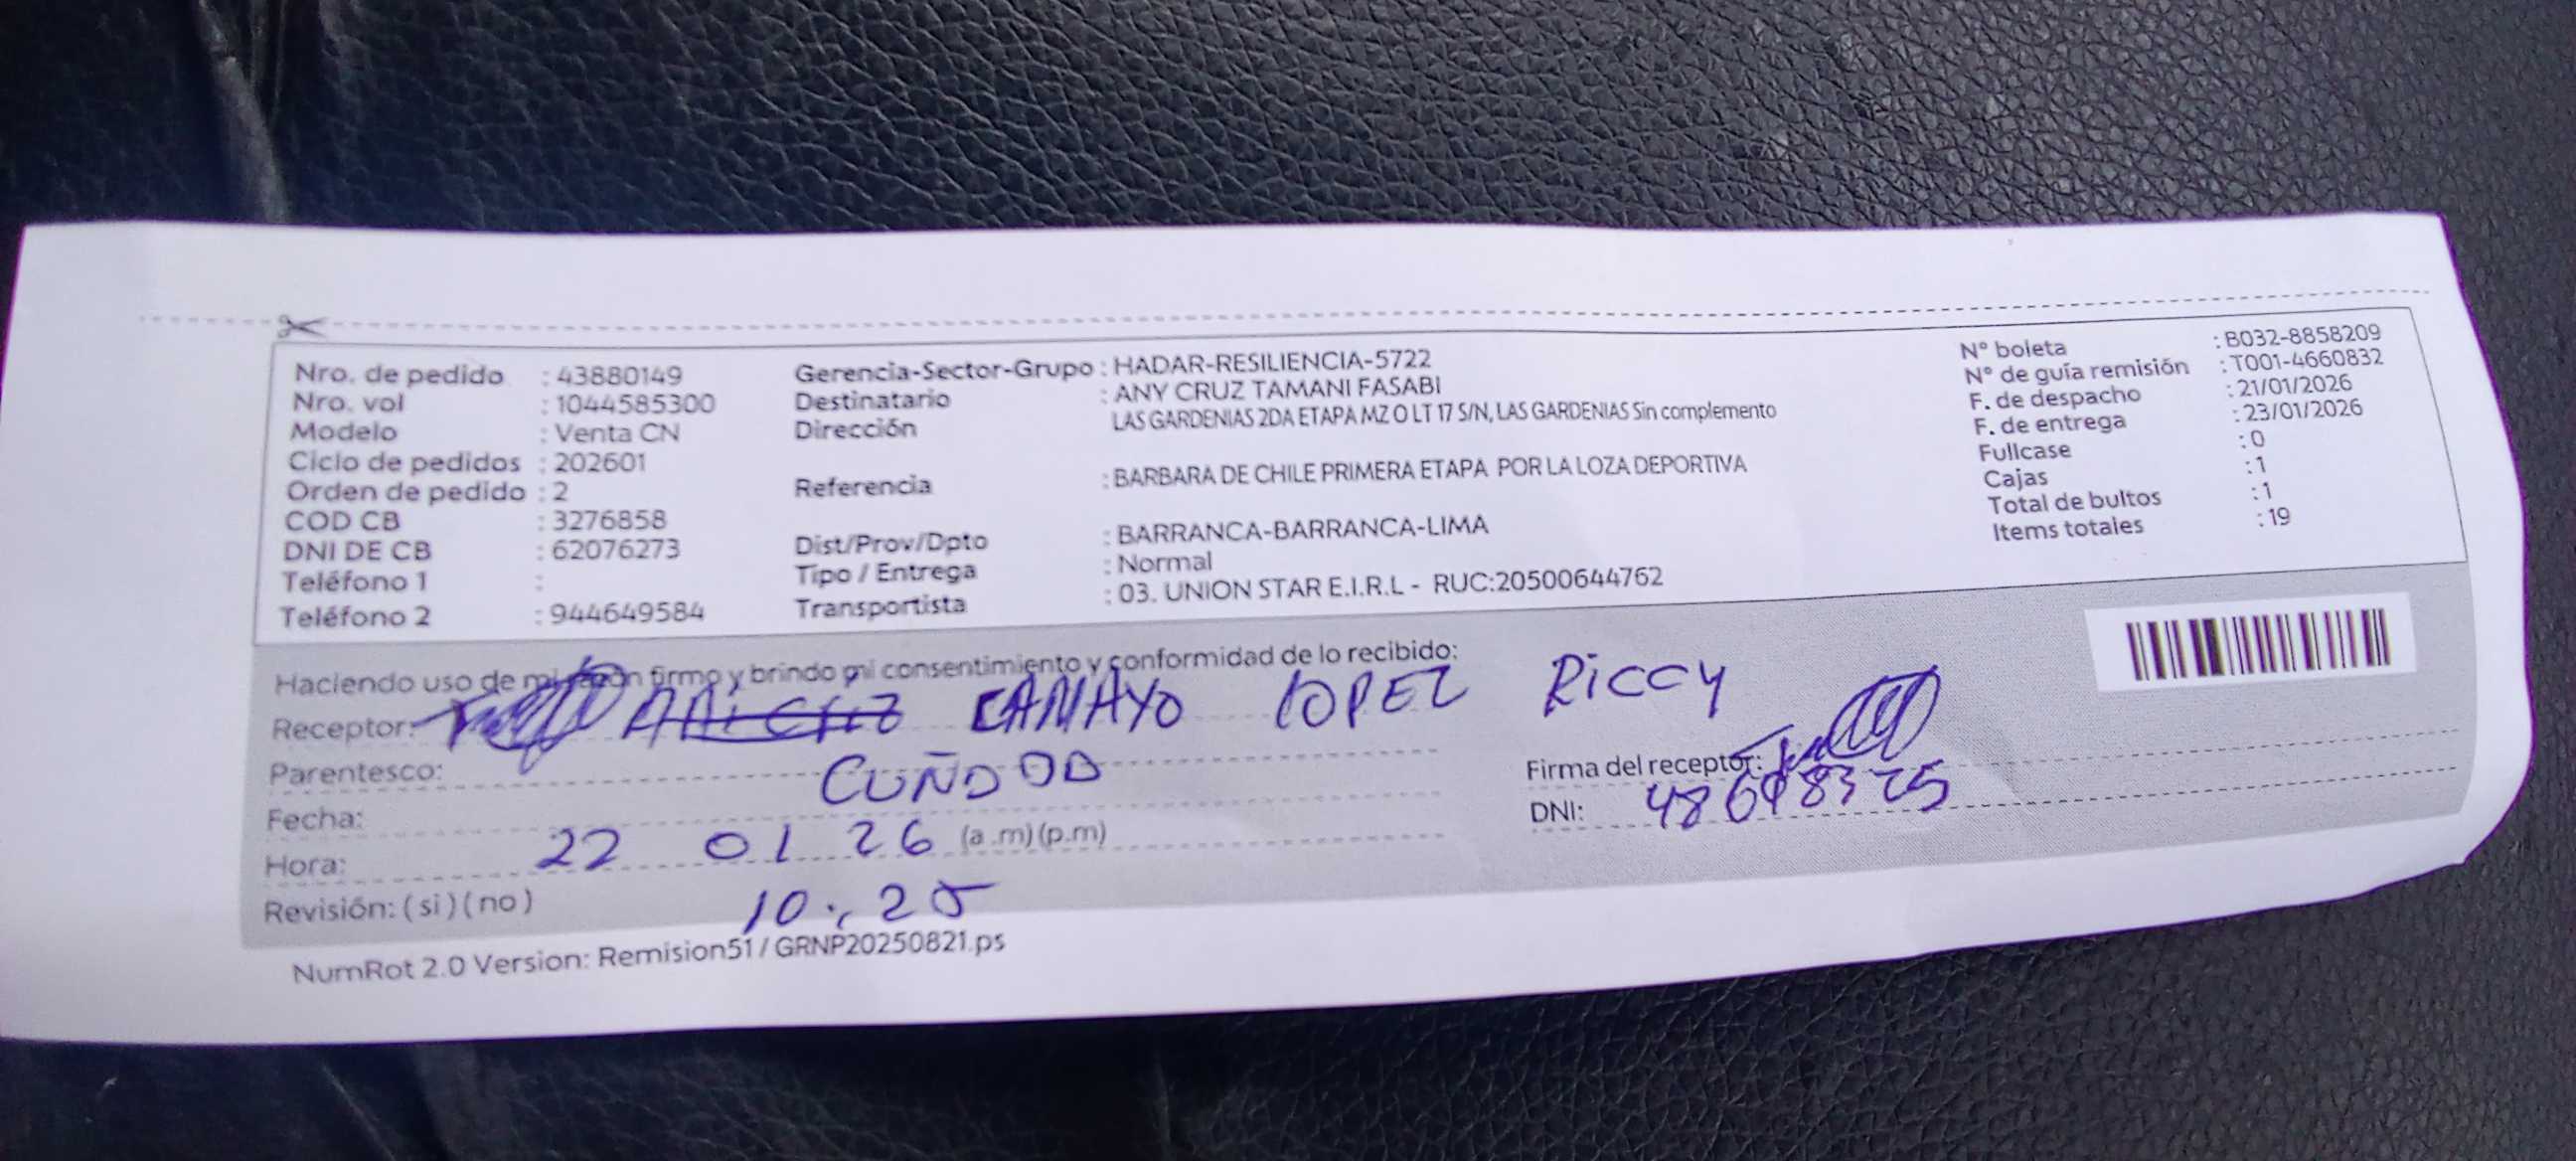 Nro. de pedido : 43880149
Nro. vol : 1044585300
Modelo : Venta CN
Ciclo de pedidos : 202601
Orden de pedido : 2
COD CB : 3276858
DNI DE CB : 62076273
Teléfono 1 :
Teléfono 2 : 944649584
Gerencia-Sector-Grupo : HADAR-RESILIENCIA-5722
Destinatario : ANY CRUZ TAMANI FASABI
Dirección LAS GARDENIAS 2DA ETAPA MZ O LT 17 S/N, LAS GARDENIAS Sin complemento
Referencia : BARBARA DE CHILE PRIMERA ETAPA POR LA LOZA DEPORTIVA
Dist/Prov/Dpto : BARRANCA-BARRANCA-LIMA
Tipo / Entrega : Normal
Transportista : 03. UNION STAR E.I.R.L - RUC:20500644762
N° boleta : B032-8858209
N° de guía remisión : T001-4660832
F. de despacho : 21/01/2026
F. de entrega : 23/01/2026
Fullcase : 0
Cajas : 1
Total de bultos : 1
Items totales : 19
Haciendo uso de mi razón firmo y brindo mi consentimiento y conformidad de lo recibido:
Receptor: CAMAYO LOPEZ RiCCY
Parentesco: CUÑDOD
Firma del receptor:
Fecha:
DNI:
Hora: 22 01 26 (a.m) (p.m)
Revisión: (si) (no) 10:25
NumRot 2.0 Version: Remision51 / GRNP20250821.ps